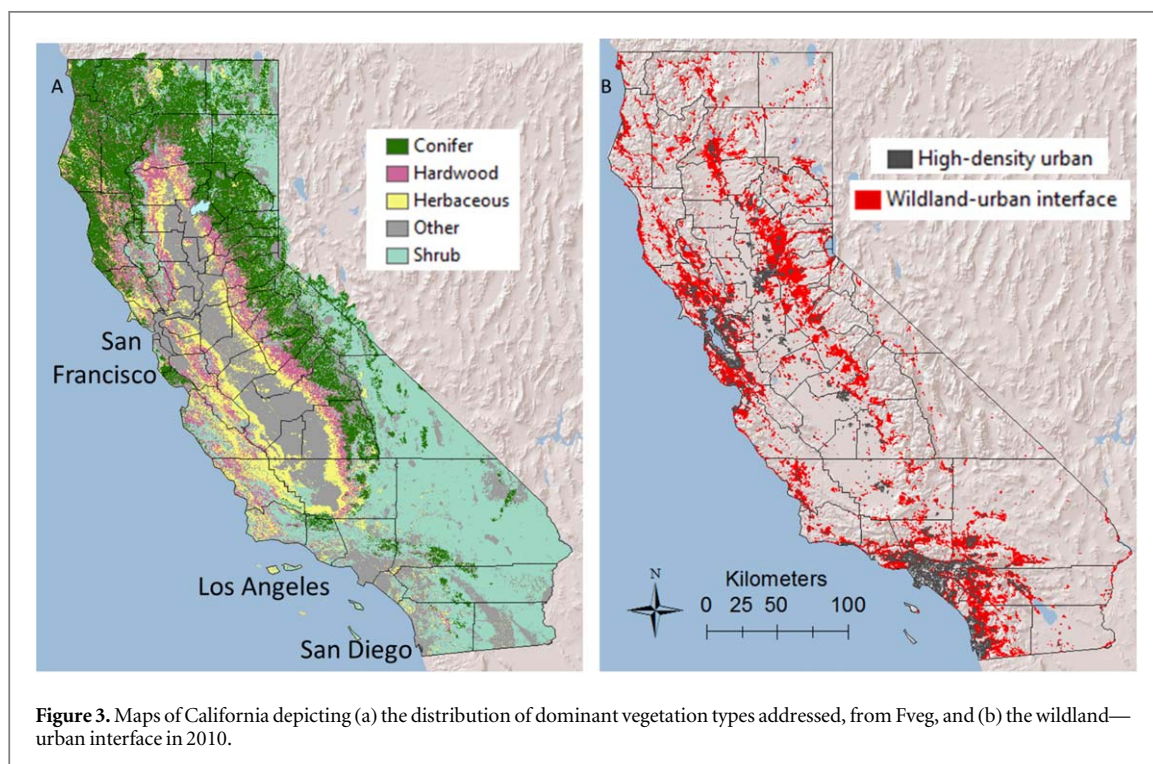 A
Conifer
Hardwood
Herbaceous
Other
Shrub
San
Francisco
Los Angeles
San Diego
B
High-density urban
Wildland-urban interface
N
Kilometers
0 25 50 100
Figure 3. Maps of California depicting (a) the distribution of dominant vegetation types addressed, from Fveg, and (b) the wildland—
urban interface in 2010.